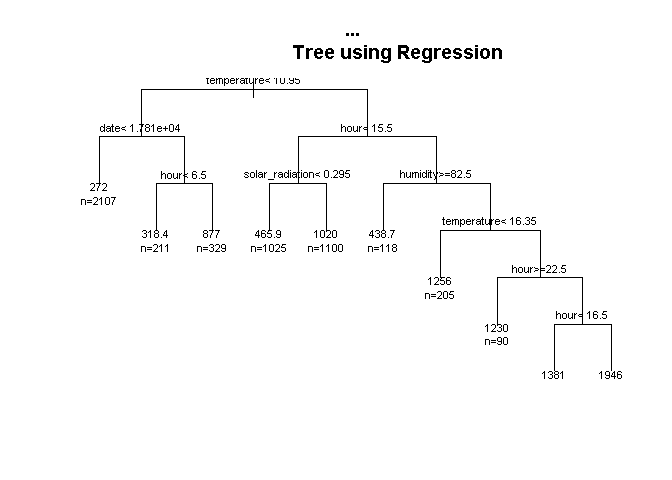 ...
Tree using Regression
temperature< 10.95
date< 1.781e+04
hour< 15.5
hour< 6.5
solar_radiation< 0.295
humidity>=82.5
272
n=2107
temperature< 16.35
318.4
n=211
877
n=329
465.9
n=1025
1020
n=1100
438.7
n=118
hour>=22.5
1256
n=205
hour< 16.5
1230
n=90
1381
1946